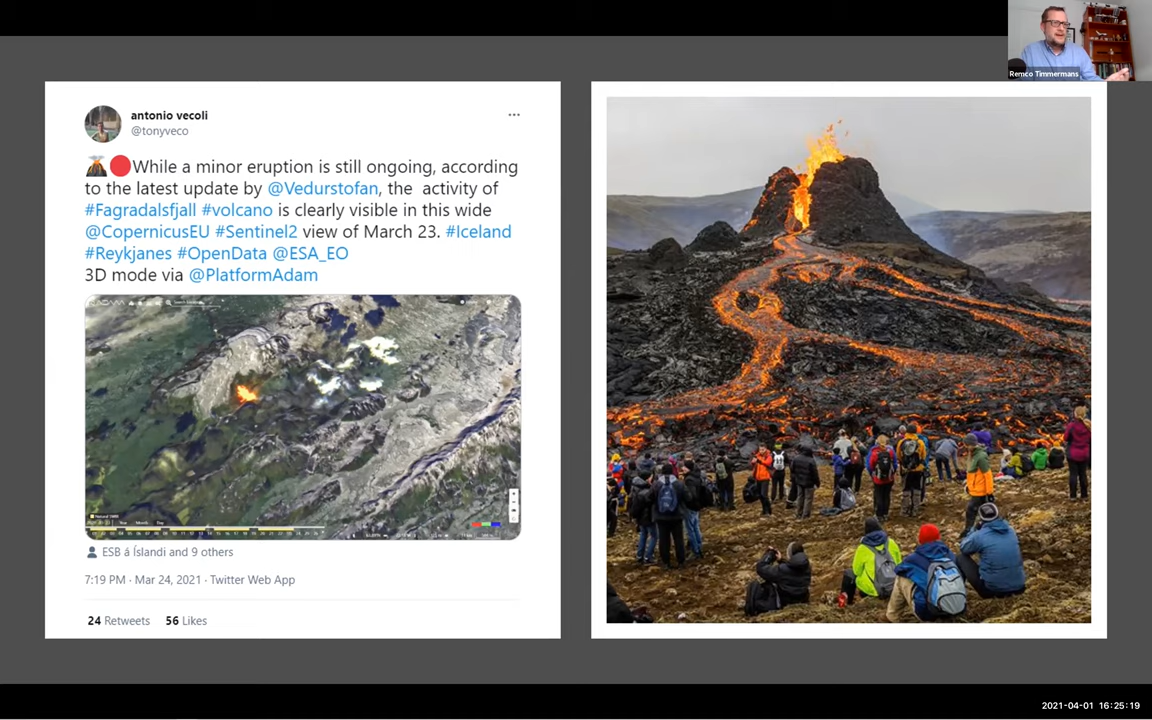 Remco Timmermans
antonio vecoli
@tonyveco
While a minor eruption is still ongoing, according
to the latest update by @Vedurstofan, the activity of
#Fagradalsfjall #volcano is clearly visible in this wide
@CopernicusEU #Sentinel2 view of March 23. #Iceland
#Reykjanes #OpenData @ESA_EO
3D mode via @PlatformAdam
ESB á Íslandi and 9 others
7:19 PM · Mar 24, 2021 · Twitter Web App
24 Retweets 56 Likes
2021-04-01 16:25:19